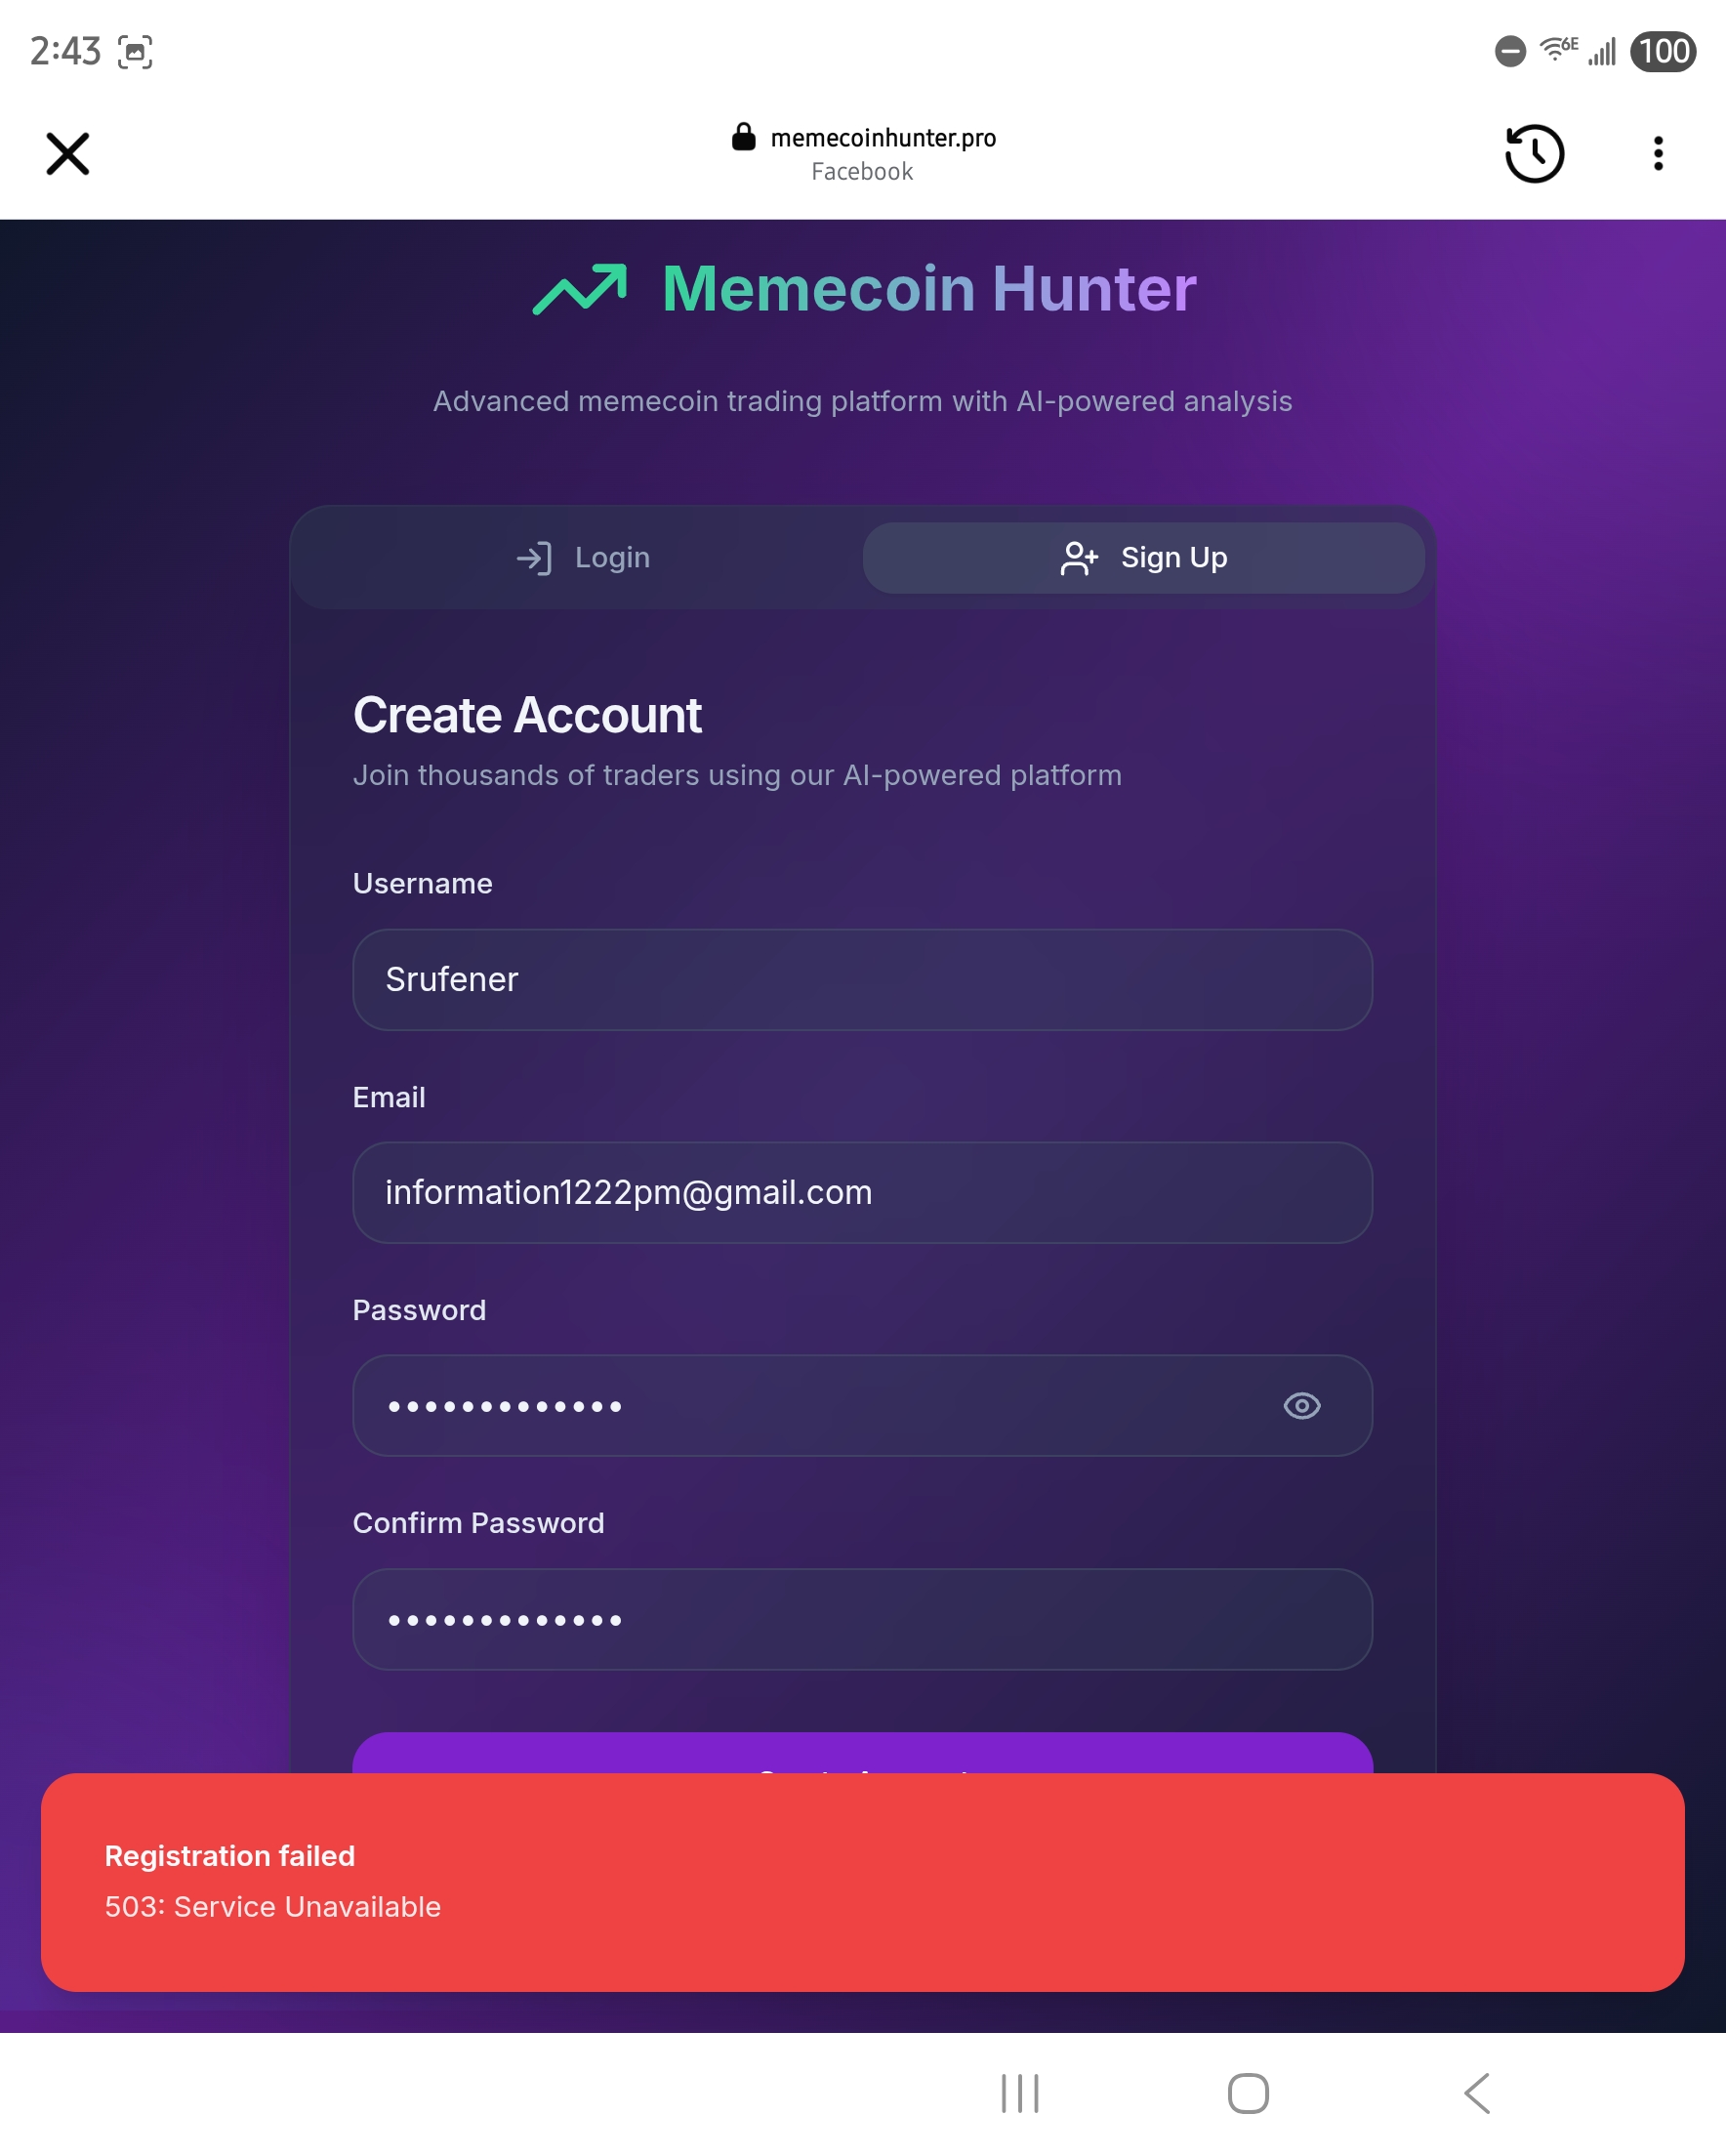 2:43
6E
100
memecoinhunter.pro
Facebook
Memecoin Hunter
Advanced memecoin trading platform with AI-powered analysis
Login
Sign Up
Create Account
Join thousands of traders using our AI-powered platform
Username
Srufener
Email
information1222pm@gmail.com
Password
•••••••••••••
Confirm Password
•••••••••••••
Registration failed
503: Service Unavailable